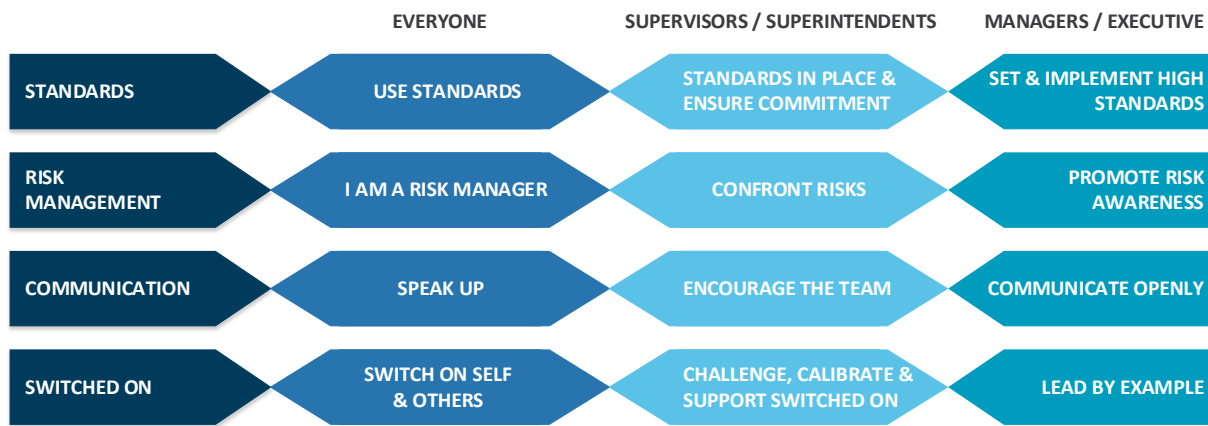 EVERYONE
SUPERVISORS / SUPERINTENDENTS
MANAGERS / EXECUTIVE
STANDARDS
USE STANDARDS
STANDARDS IN PLACE &
ENSURE COMMITMENT
SET & IMPLEMENT HIGH
STANDARDS
RISK
MANAGEMENT
I AM A RISK MANAGER
CONFRONT RISKS
PROMOTE RISK
AWARENESS
COMMUNICATION
SPEAK UP
ENCOURAGE THE TEAM
COMMUNICATE OPENLY
SWITCHED ON
SWITCH ON SELF
& OTHERS
CHALLENGE, CALIBRATE &
SUPPORT SWITCHED ON
LEAD BY EXAMPLE